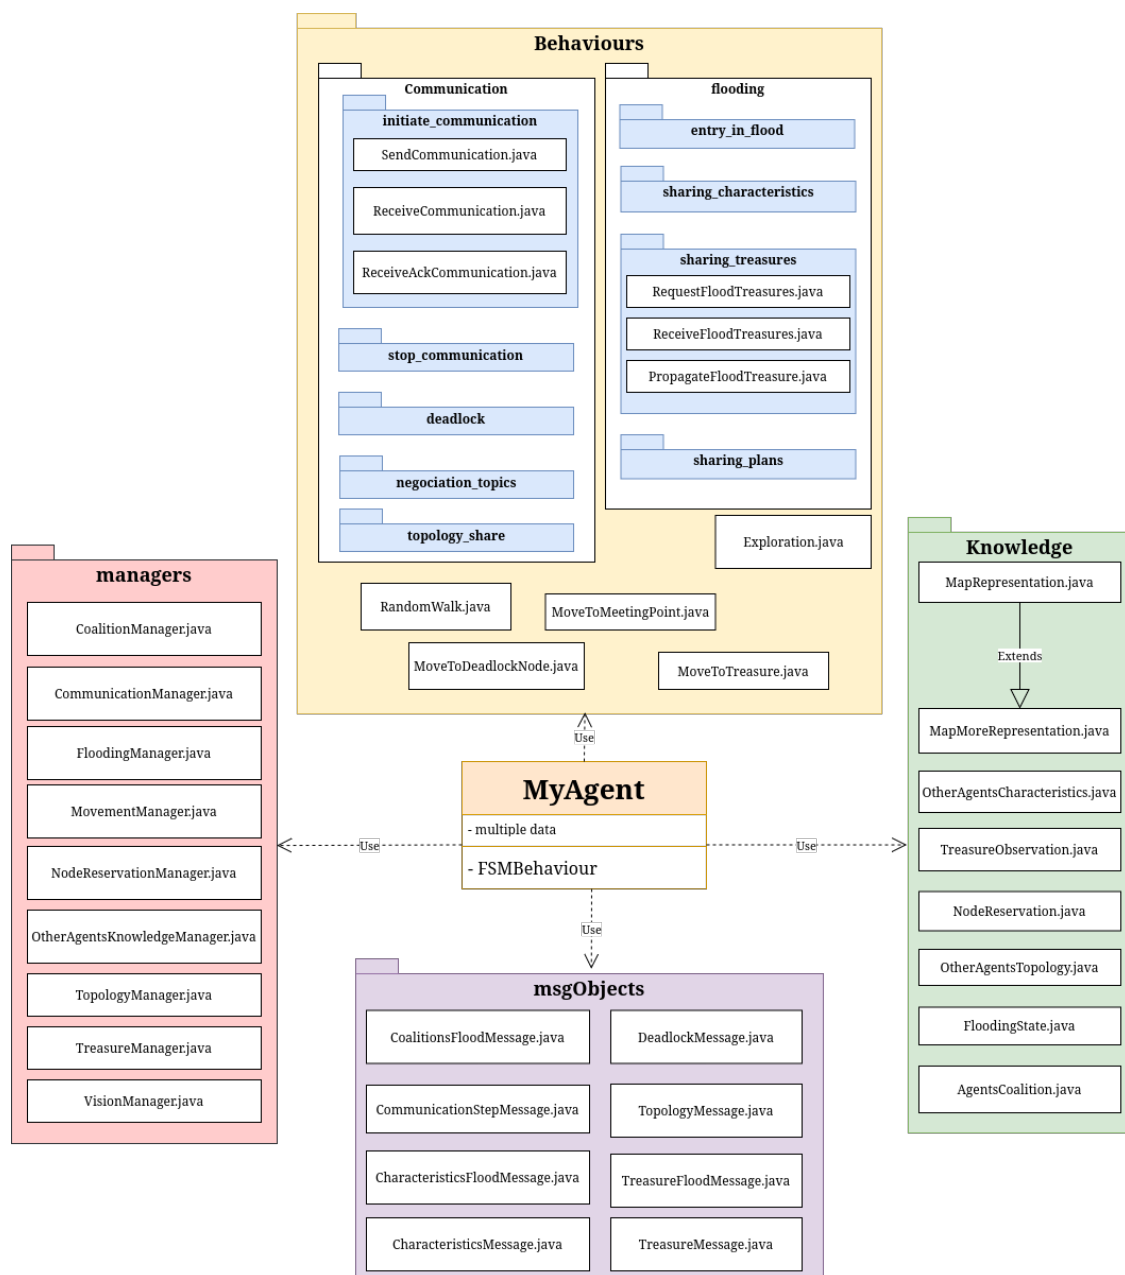 Behaviours
Communication
initiate_communication
SendCommunication.java
ReceiveCommunication.java
ReceiveAckCommunication.java
stop_communication
deadlock
negociation_topics
topology_share
flooding
entry_in_flood
sharing_characteristics
sharing_treasures
RequestFloodTreasures.java
ReceiveFloodTreasures.java
PropagateFloodTreasure.java
sharing_plans
Exploration.java
RandomWalk.java
MoveToMeetingPoint.java
MoveToDeadlockNode.java
MoveToTreasure.java
managers
CoalitionManager.java
CommunicationManager.java
FloodingManager.java
MovementManager.java
NodeReservationManager.java
OtherAgentsKnowledgeManager.java
TopologyManager.java
TreasureManager.java
VisionManager.java
Use
Use
MyAgent
- multiple data
- FSMBehaviour
Use
Use
Knowledge
MapRepresentation.java
Extends
MapMoreRepresentation.java
OtherAgentsCharacteristics.java
TreasureObservation.java
NodeReservation.java
OtherAgentsTopology.java
FloodingState.java
AgentsCoalition.java
msgObjects
CoalitionsFloodMessage.java
DeadlockMessage.java
CommunicationStepMessage.java
TopologyMessage.java
CharacteristicsFloodMessage.java
TreasureFloodMessage.java
CharacteristicsMessage.java
TreasureMessage.java